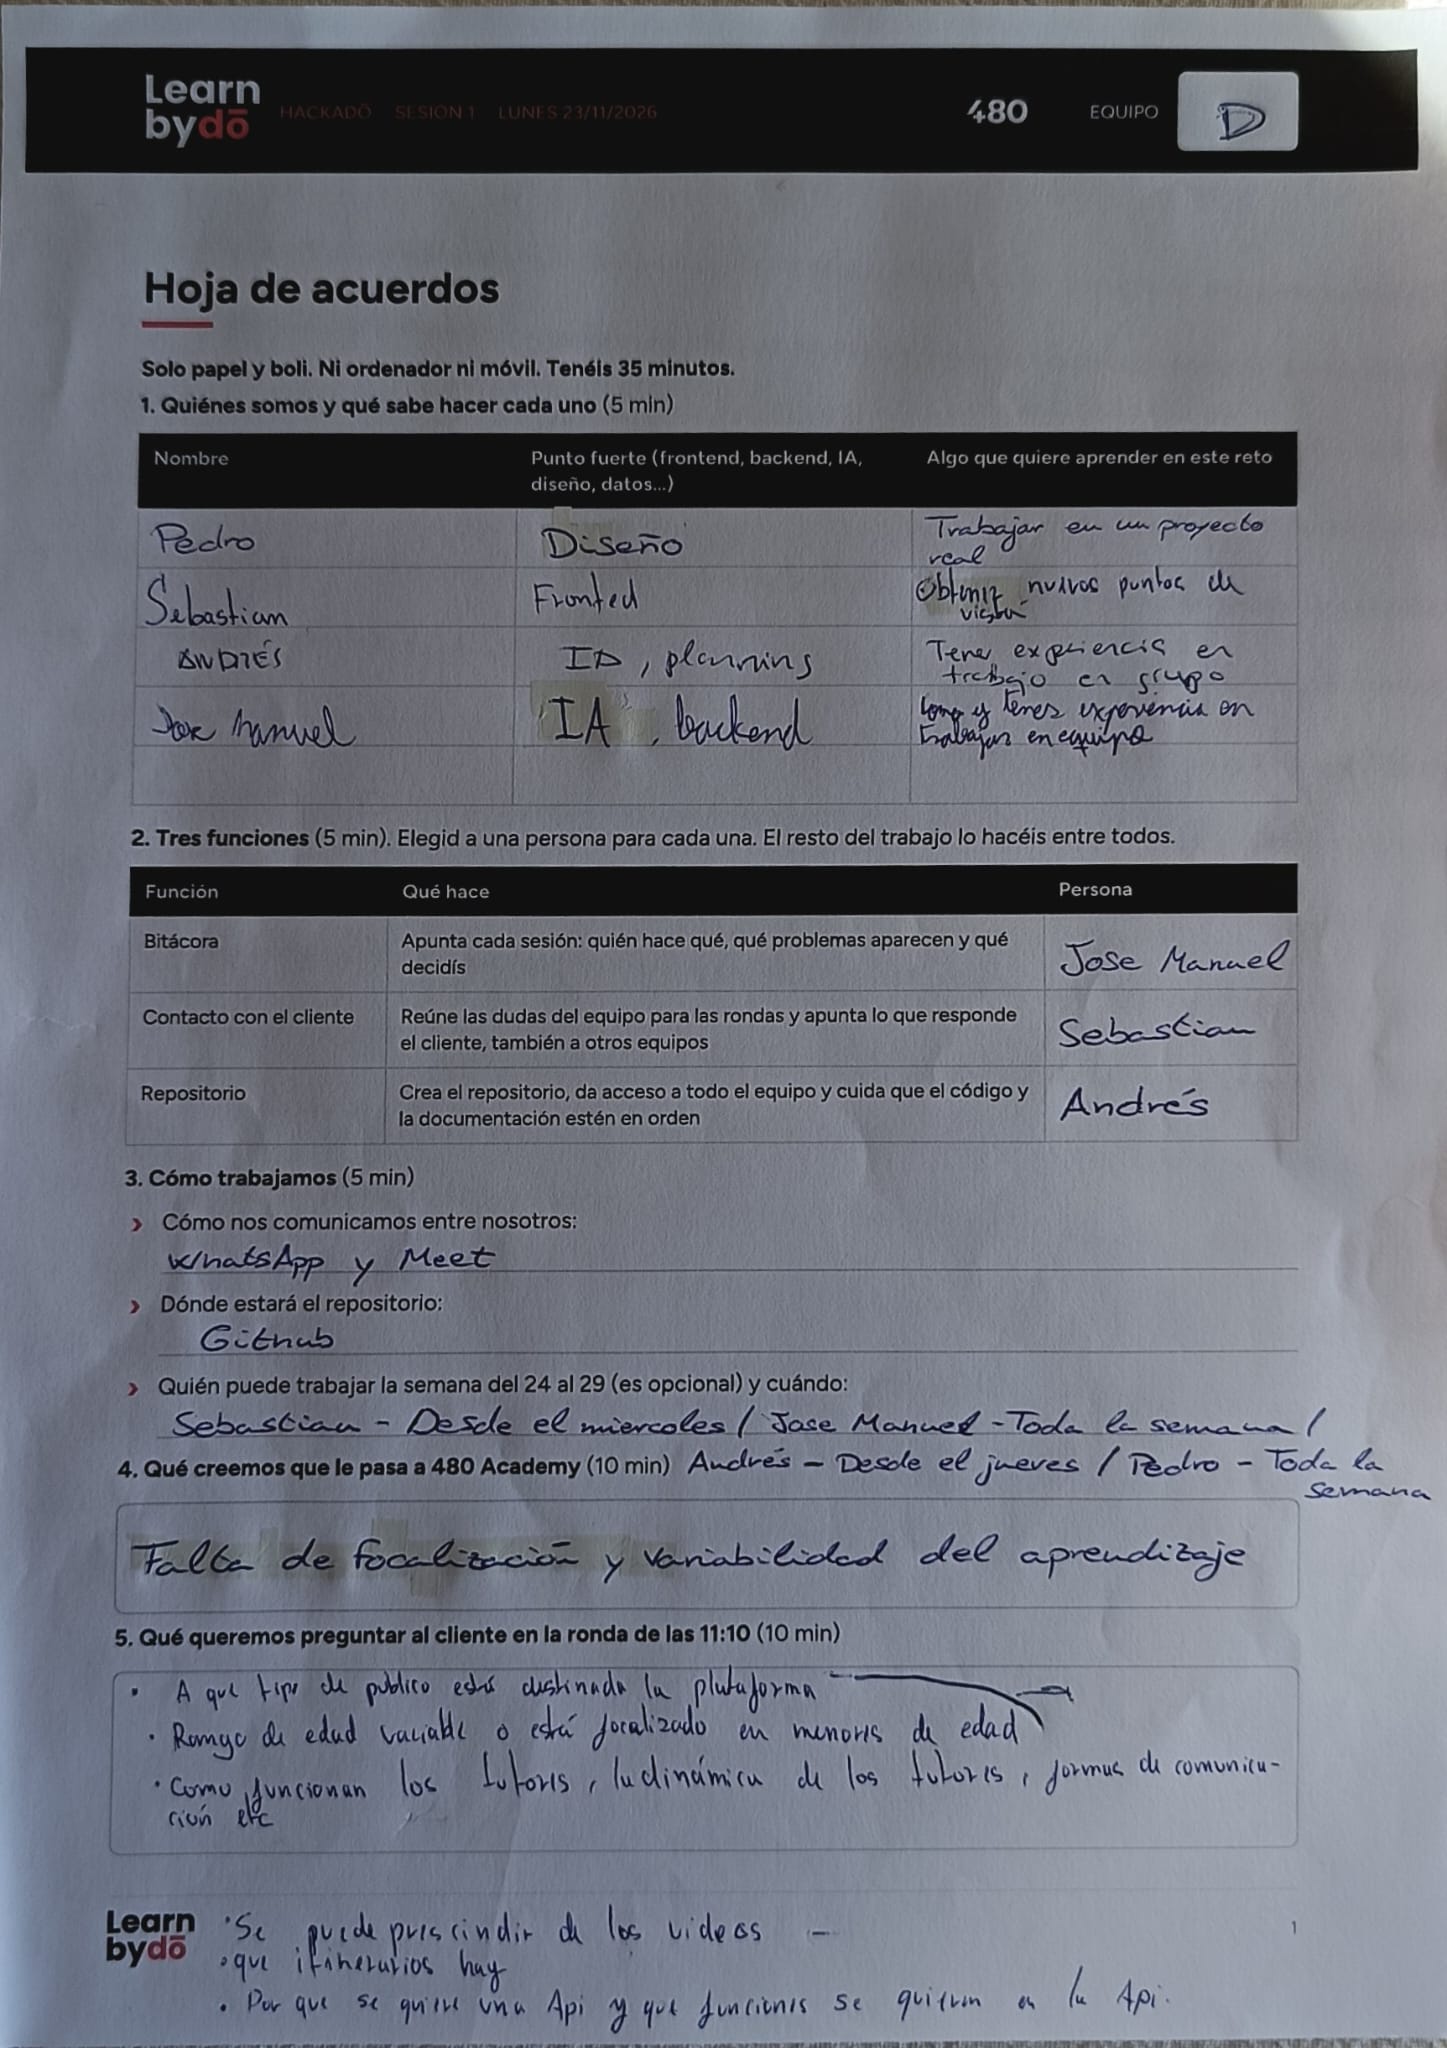 Learn
bydō
HACKADŌ SESIÓN 1 LUNES 23/11/2026
480
EQUIPO
D
Hoja de acuerdos
Solo papel y boli. Ni ordenador ni móvil. Tenéis 35 minutos.
1. Quiénes somos y qué sabe hacer cada uno (5 min)
Nombre
Punto fuerte (frontend, backend, IA,
diseño, datos...)
Algo que quiere aprender en este reto
Pedro
Diseño
Trabajar en un proyecto
real
Sebastian
Fronted
Obtener nuevos puntos de
vista
ANDRÉS
, planning
Tener experiencia en
trabajo en grupo
Jose Manuel
IA, backend
y tener experiencia en
trabajar en equipo
2. Tres funciones (5 min). Elegid a una persona para cada una. El resto del trabajo lo hacéis entre todos.
Función
Qué hace
Persona
Bitácora
Apunta cada sesión: quién hace qué, qué problemas aparecen y qué
decidís
Jose Manuel
Contacto con el cliente
Reúne las dudas del equipo para las rondas y apunta lo que responde
el cliente, también a otros equipos
Sebastian
Repositorio
Crea el repositorio, da acceso a todo el equipo y cuida que el código y
la documentación estén en orden
Andrés
3. Cómo trabajamos (5 min)
› Cómo nos comunicamos entre nosotros:
WhatsApp y Meet
› Dónde estará el repositorio:
Github
› Quién puede trabajar la semana del 24 al 29 (es opcional) y cuándo:
Sebastian - Desde el miercoles / Jose Manuel - Toda la semana /
Andrés - Desde el jueves / Pedro - Toda la
semana
4. Qué creemos que le pasa a 480 Academy (10 min)
Falta de focalización y variabilidad del aprendizaje
5. Qué queremos preguntar al cliente en la ronda de las 11:10 (10 min)
• A que tipo de publico está destinada la plataforma
• Rango de edad variable o está focalizado en menores de edad
• Como funcionan los tutores, la dinámica de los tutores, formas de comunica-
ción etc
Learn
bydō
• Se puede prescindir de los videos -
• que itinerarios hay
• Por que se quiere una Api y que funciones se quieren en la Api.
1